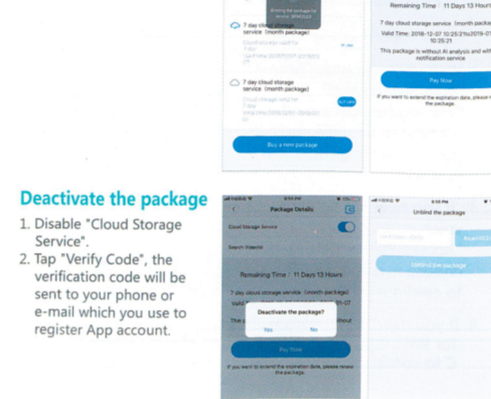 7 day cloud storage
service (month package)
7 day cloud storage
service (month package)
Buy a new package
Remaining Time : 11 Days 13 Hours
7 day cloud storage service (month packa
Valid Time: 2018-12-07 10:25:21to2019-01
10:25:21
This package is without AI analysis and wit
notification service
Pay Now
If you want to extend the expiration date, please r
the package.
Deactivate the package
1. Disable "Cloud Storage
Service".
2. Tap "Verify Code", the
verification code will be
sent to your phone or
e-mail which you use to
register App account.
Package Details
Cloud Storage Service
Remaining Time : 11 Days 13 Hours
7 day cloud storage service (month package)
Deactivate the package?
Yes
No
Pay Now
If you want to extend the expiration date, please renew
the package.
Unbind the package
Unbind the package